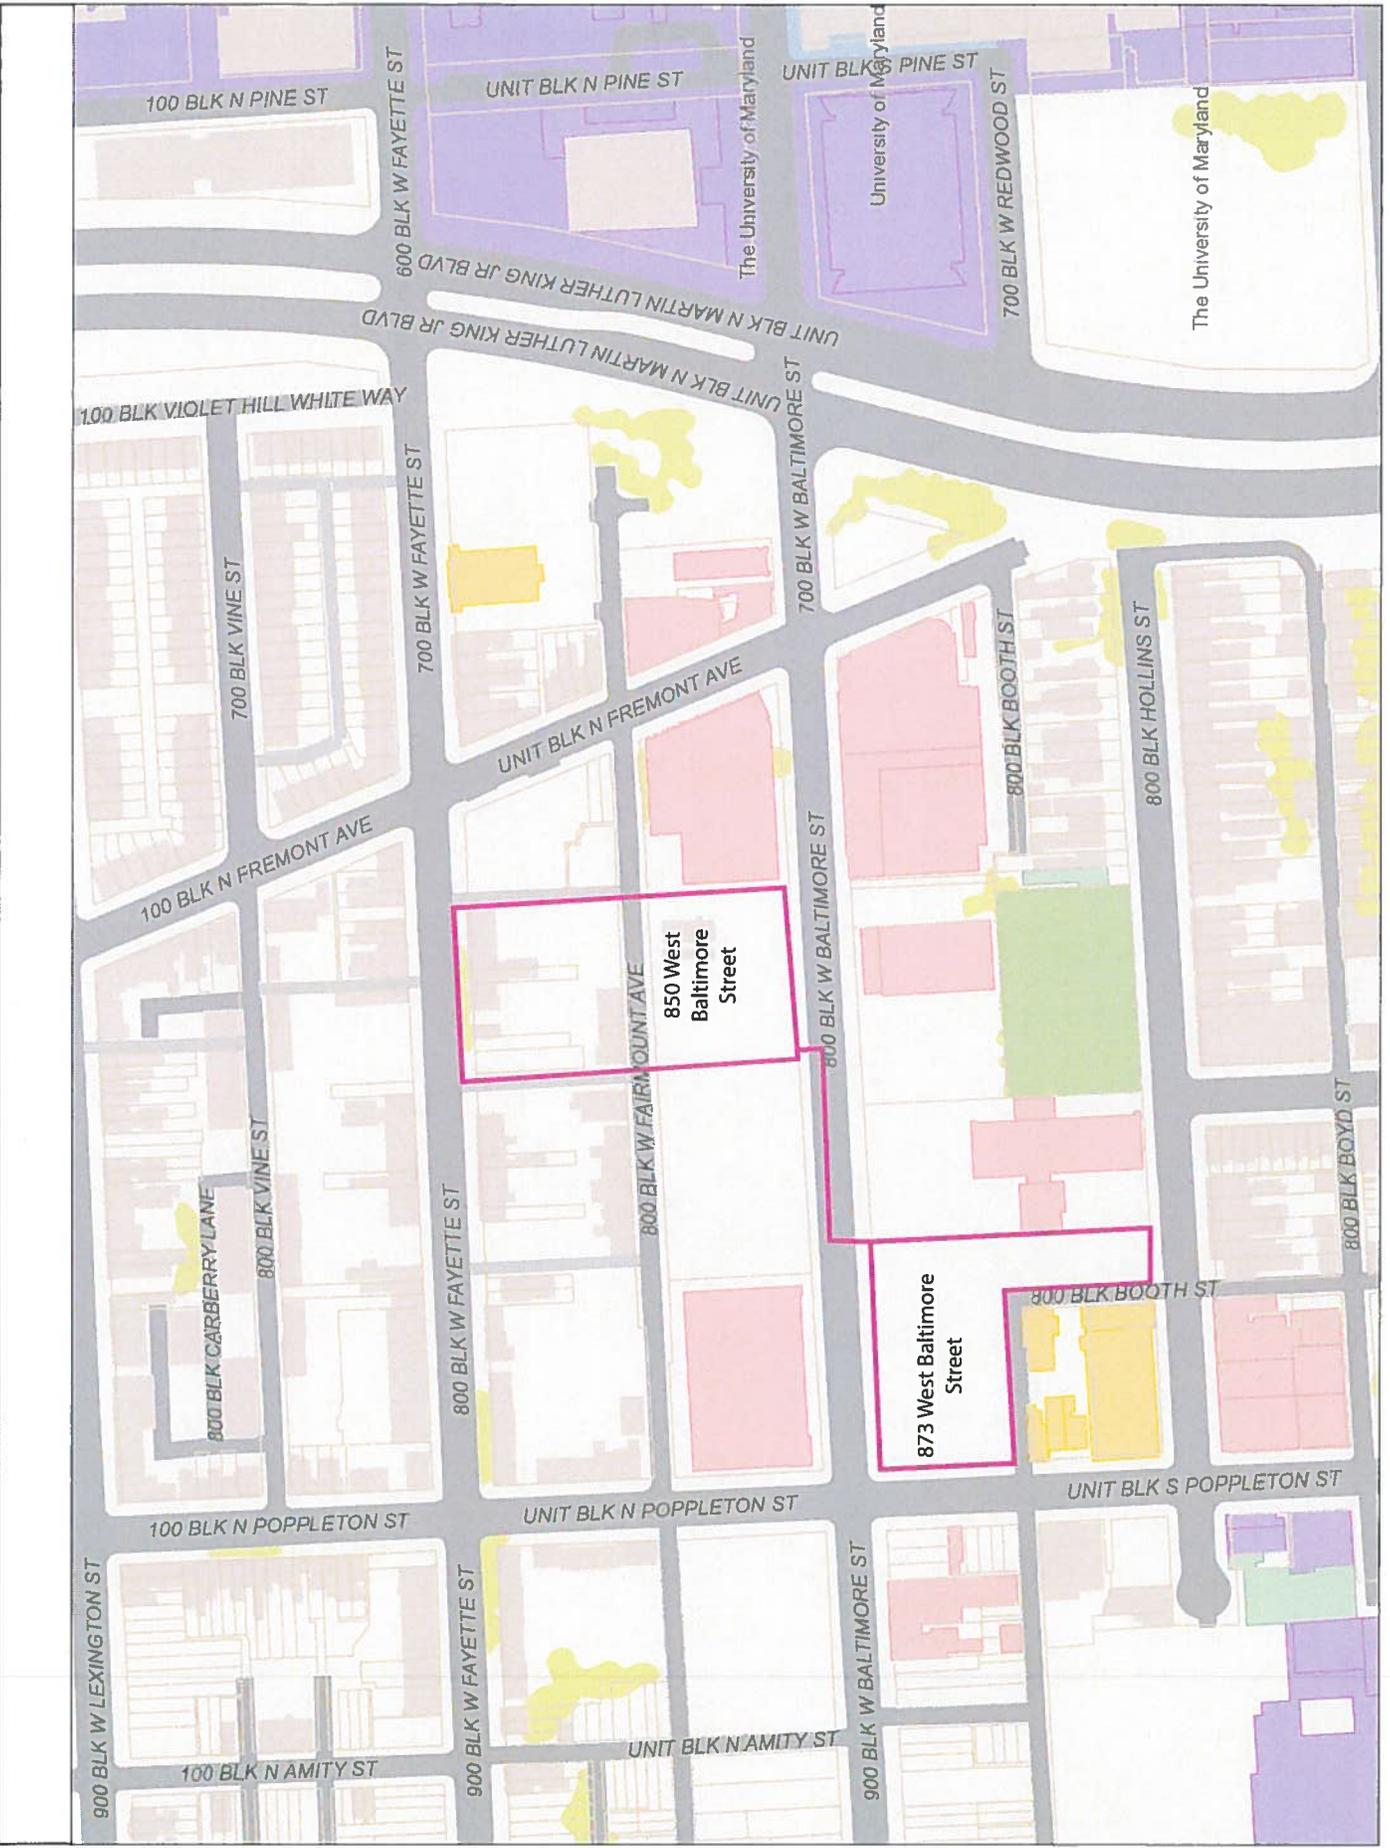 100 BLK N PINE ST
600 BLK W FAYETTE ST
UNIT BLK N PINE ST
The University of Maryland
UNIT BLK S PINE ST
University of Maryland
700 BLK W REDWOOD ST
The University of Maryland
UNIT BLK N MARTIN LUTHER KING JR BLVD
UNIT BLK N MARTIN LUTHER KING JR BLVD
100 BLK VIOLET HILL WHITE WAY
700 BLK VINE ST
700 BLK W FAYETTE ST
700 BLK W BALTIMORE ST
800 BLK BOOTH ST
800 BLK HOLLINS ST
UNIT BLK N FREMONT AVE
100 BLK N FREMONT AVE
850 West
Baltimore
Street
800 BLK W BALTIMORE ST
800 BLK W FAIRMOUNT AVE
800 BLK CARBERRY LANE
800 BLK VINE ST
800 BLK W FAYETTE ST
873 West Baltimore
Street
800 BLK BOOTH ST
800 BLK BOYD ST
100 BLK N POPPLETON ST
UNIT BLK N POPPLETON ST
UNIT BLK S POPPLETON ST
900 BLK W LEXINGTON ST
900 BLK W FAYETTE ST
900 BLK W BALTIMORE ST
100 BLK N AMITY ST
UNIT BLK N AMITY ST